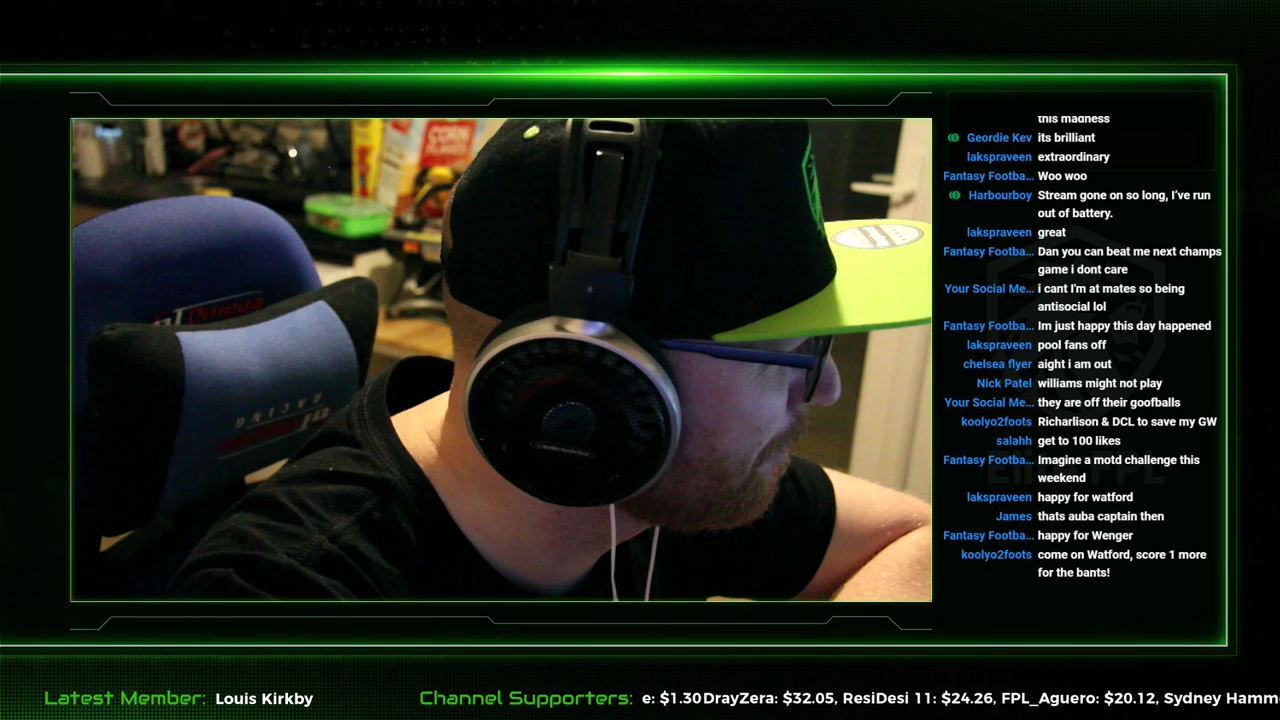 this madness
Geordie Kev its brilliant
lakspraveen extraordinary
Fantasy Footba... Woo woo
Harbourboy Stream gone on so long, I've run
out of battery.
lakspraveen great
Fantasy Footba... Dan you can beat me next champs
game i dont care
Your Social Me... i cant I'm at mates so being
antisocial lol
Fantasy Footba... Im just happy this day happened
lakspraveen pool fans off
chelsea flyer aight i am out
Nick Patel williams might not play
Your Social Me... they are off their goofballs
koolyo2foots Richarlison & DCL to save my GW
salahh get to 100 likes
Fantasy Footba... Imagine a motd challenge this
weekend
lakspraveen happy for watford
James thats auba captain then
Fantasy Footba... happy for Wenger
koolyo2foots come on Watford, score 1 more
for the bants!
CORN
FLAKES
RACING
Latest Member: Louis Kirkby
Channel Supporters: e: $1.30DrayZera: $32.05, ResiDesi 11: $24.26, FPL_Aguero: $20.12, Sydney Hamm